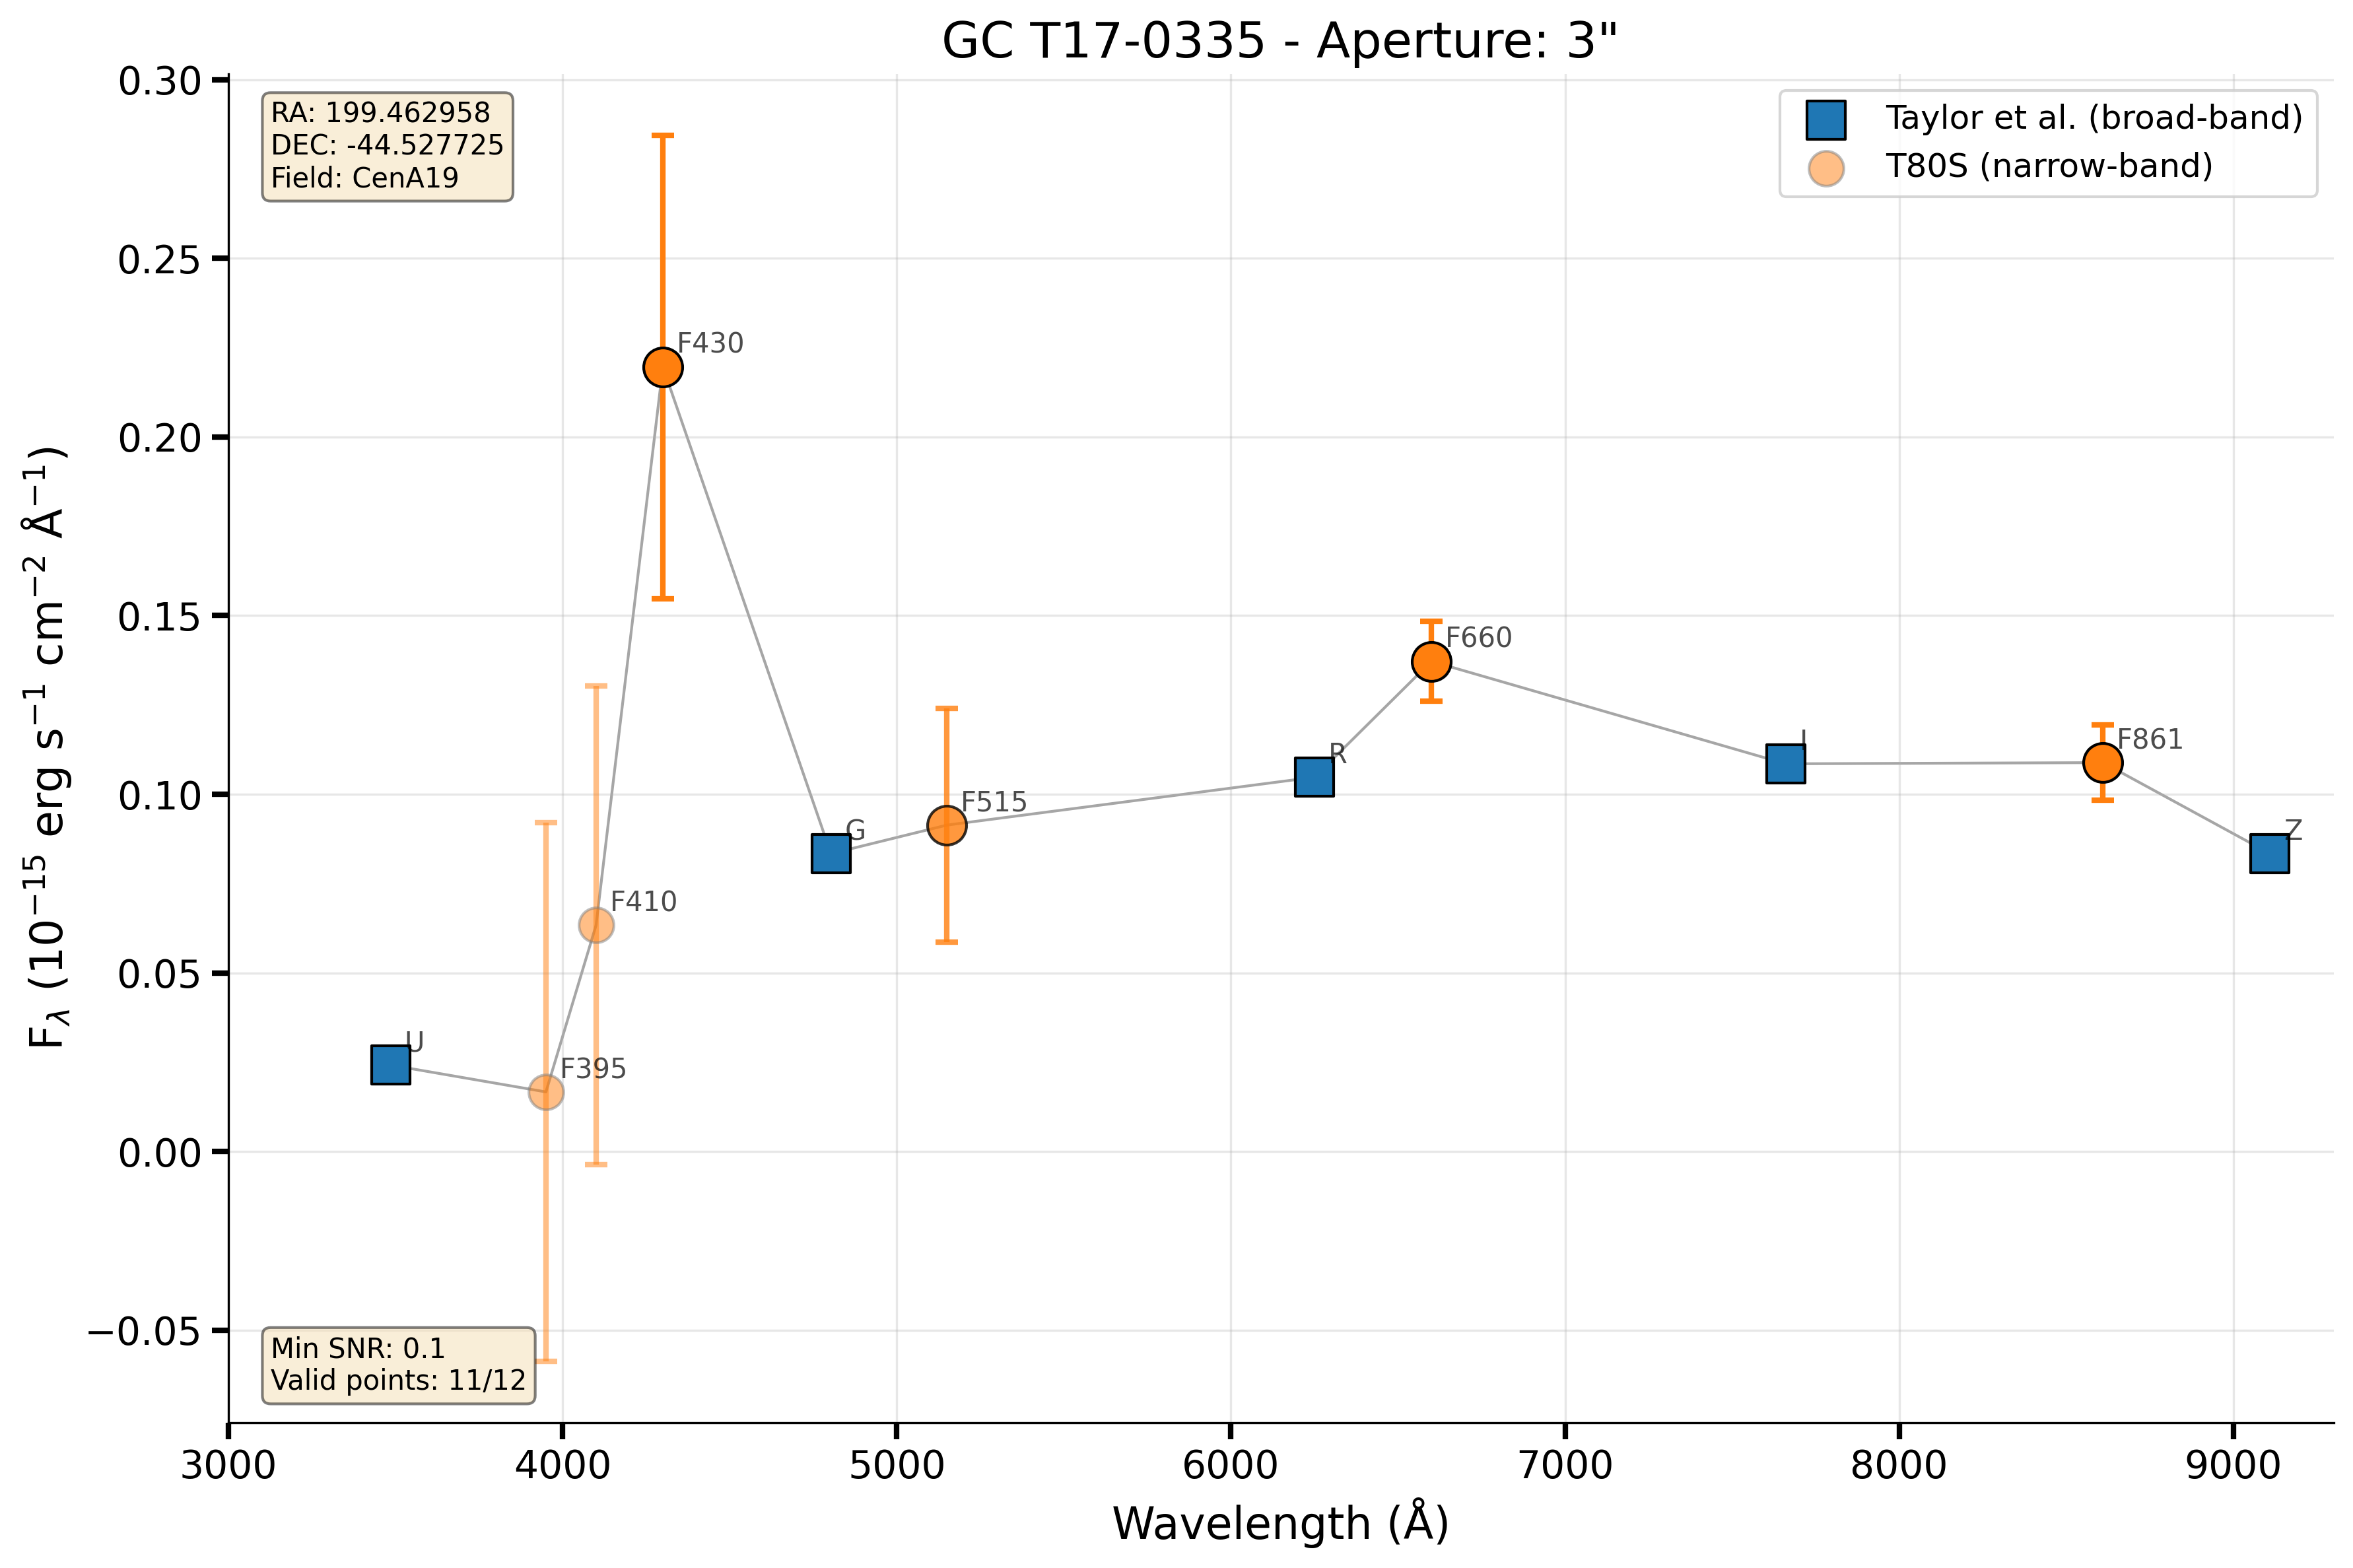 GC T17-0335 - Aperture: 3"
RA: 199.462958
DEC: -44.527725
Field: CenA19
Taylor et al. (broad-band)
T80S (narrow-band)
0.30
0.25
0.20
0.15
0.10
0.05
0.00
−0.05
F_λ (10⁻¹⁵ erg s⁻¹ cm⁻² Å⁻¹)
U
F395
F410
F430
G
F515
R
F660
I
F861
Z
Min SNR: 0.1
Valid points: 11/12
3000 4000 5000 6000 7000 8000 9000
Wavelength (Å)